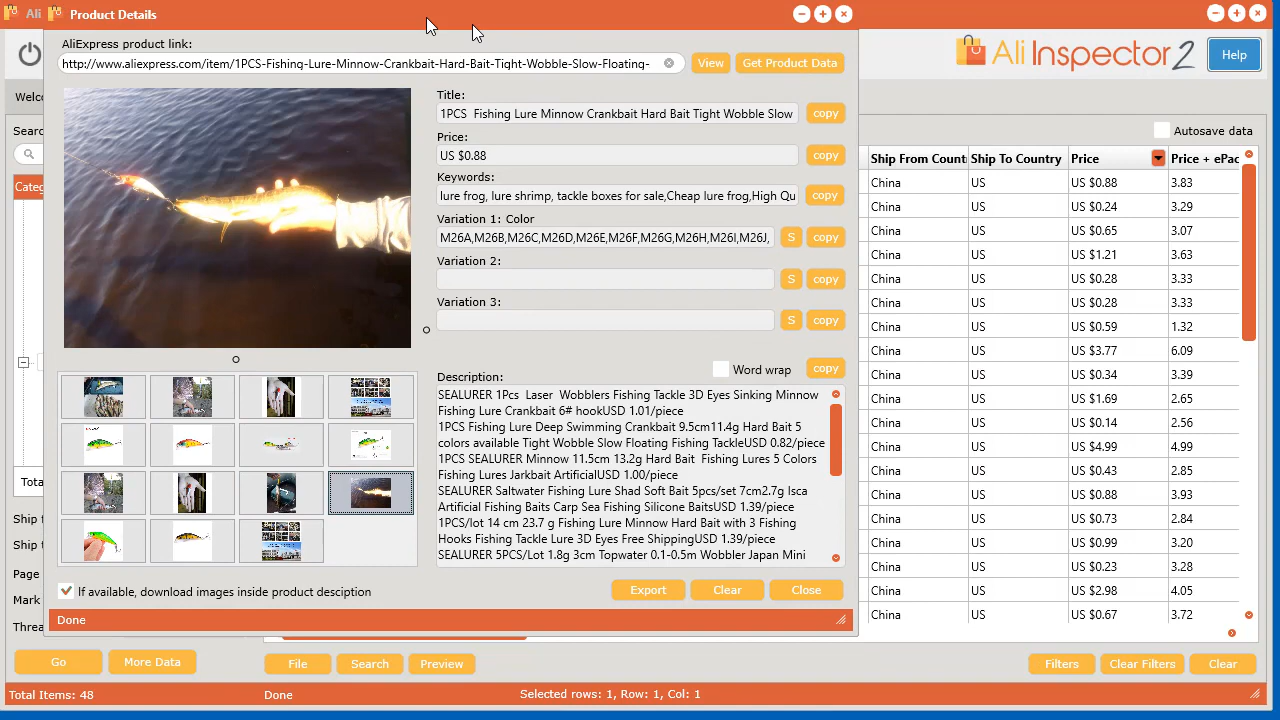 Ali
Product Details
AliExpress product link:
http://www.aliexpress.com/item/1PCS-Fishing-Lure-Minnow-Crankbait-Hard-Bait-Tight-Wobble-Slow-Floating-
View
Get Product Data
Ali Inspector 2
Help
Welc
Title:
1PCS  Fishing Lure Minnow Crankbait Hard Bait Tight Wobble Slow
copy
Price:
US $0.88
copy
Keywords:
lure frog, lure shrimp, tackle boxes for sale,Cheap lure frog,High Qu
copy
Variation 1: Color
M26A,M26B,M26C,M26D,M26E,M26F,M26G,M26H,M26I,M26J,
S
copy
Variation 2:
S
copy
Variation 3:
S
copy
Word wrap
copy
Description:
SEALURER 1Pcs  Laser  Wobblers Fishing Tackle 3D Eyes Sinking Minnow
Fishing Lure Crankbait 6# hookUSD 1.01/piece
1PCS Fishing Lure Deep Swimming Crankbait 9.5cm11.4g Hard Bait 5
colors available Tight Wobble Slow Floating Fishing TackleUSD 0.82/piece
1PCS SEALURER Minnow 11.5cm 13.2g Hard Bait  Fishing Lures 5 Colors
Fishing Lures Jarkbait ArtificialUSD 1.00/piece
SEALURER Saltwater Fishing Lure Shad Soft Bait 5pcs/set 7cm2.7g Isca
Artificial Fishing Baits Carp Sea Fishing Silicone BaitsUSD 1.39/piece
1PCS/lot 14 cm 23.7 g Fishing Lure Minnow Hard Bait with 3 Fishing
Hooks Fishing Tackle Lure 3D Eyes Free ShippingUSD 1.39/piece
SEALURER 5PCS/Lot 1.8g 3cm Topwater 0.1-0.5m Wobbler Japan Mini
If available, download images inside product desciption
Export
Clear
Close
Done
Searc
Categ
Tota
Ship f
Ship t
Page
Mark
Threa
Autosave data
Ship From Count Ship To Country Price Price + ePac
China US US $0.88 3.83
China US US $0.24 3.29
China US US $0.65 3.07
China US US $1.21 3.63
China US US $0.28 3.33
China US US $0.28 3.33
China US US $0.59 1.32
China US US $3.77 6.09
China US US $0.34 3.39
China US US $1.69 2.65
China US US $0.14 2.56
China US US $4.99 4.99
China US US $0.43 2.85
China US US $0.88 3.93
China US US $0.73 2.84
China US US $0.99 3.20
China US US $0.23 3.28
China US US $2.98 4.05
China US US $0.67 3.72
Go
More Data
File
Search
Preview
Filters
Clear Filters
Clear
Total Items: 48
Done
Selected rows: 1, Row: 1, Col: 1